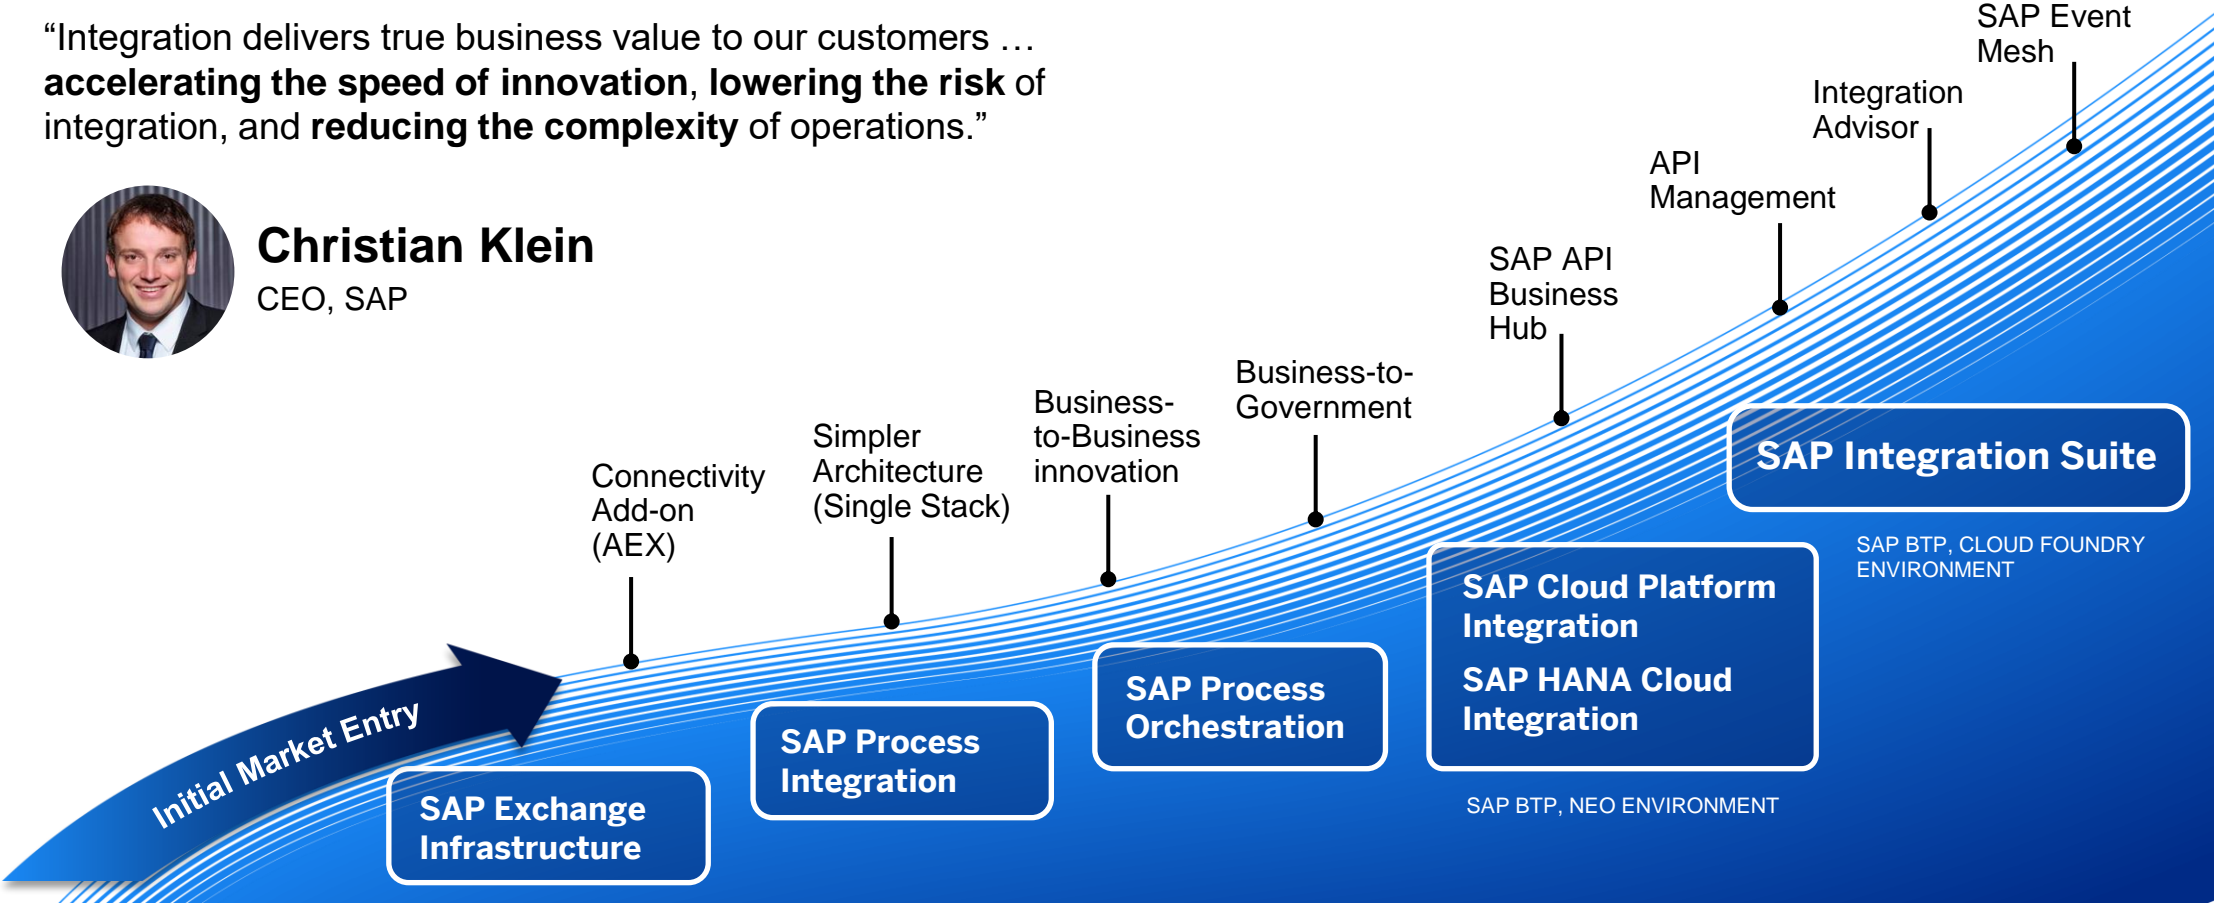 “Integration delivers true business value to our customers …
accelerating the speed of innovation, lowering the risk of
integration, and reducing the complexity of operations.”
Christian Klein
CEO, SAP
Initial Market Entry
Connectivity
Add-on
(AEX)
Simpler
Architecture
(Single Stack)
Business-
to-Business
innovation
Business-to-
Government
SAP API
Business
Hub
API
Management
Integration
Advisor
SAP Event
Mesh
SAP Exchange
Infrastructure
SAP Process
Integration
SAP Process
Orchestration
SAP Cloud Platform
Integration
SAP HANA Cloud
Integration
SAP BTP, NEO ENVIRONMENT
SAP Integration Suite
SAP BTP, CLOUD FOUNDRY
ENVIRONMENT